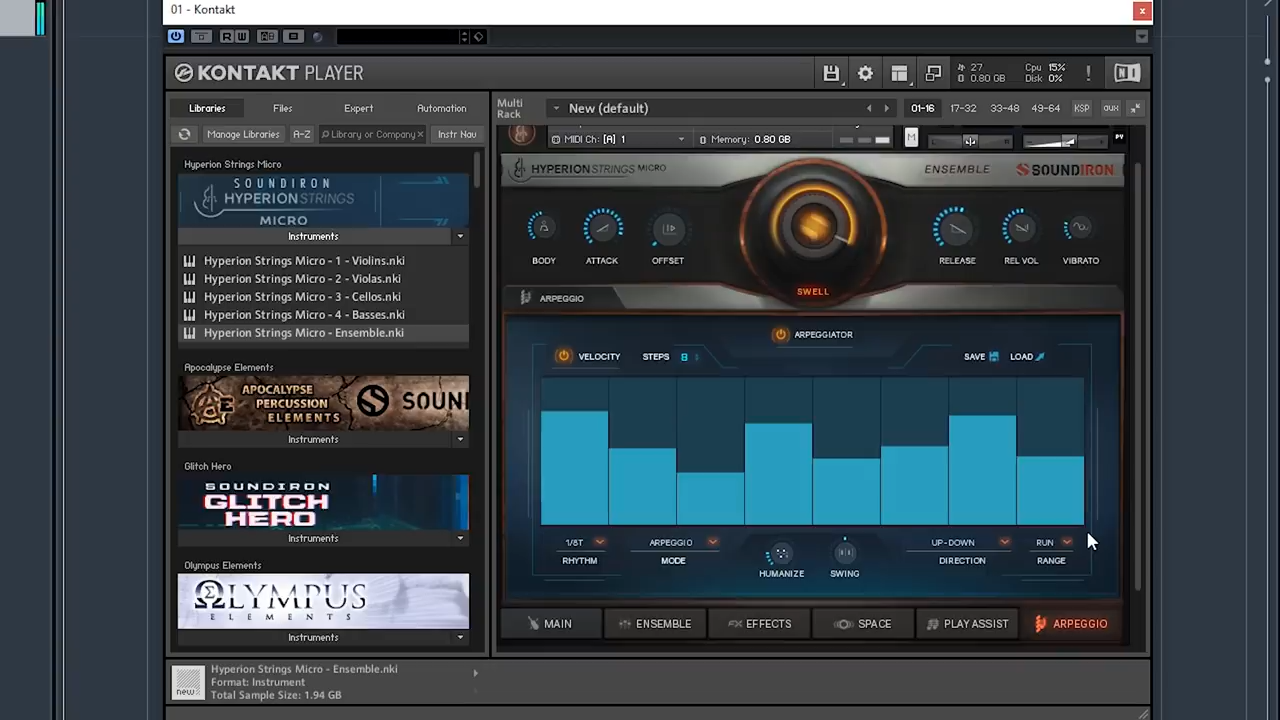 01 - Kontakt
R W
KONTAKT PLAYER
27
0.80 GB
Cpu 15%
Disk 0%
!
NI
Libraries Files Expert Automation
Multi Rack
New (default)
01-16 17-32 33-48 49-64 KSP aux
Manage Libraries A-Z Library or Company × Instr Nav
MIDI Ch: [A] 1
Memory: 0.80 GB
M
L R
PV
Hyperion Strings Micro
SOUNDIRON
HYPERION STRINGS
MICRO
Instruments
Hyperion Strings Micro - 1 - Violins.nki
Hyperion Strings Micro - 2 - Violas.nki
Hyperion Strings Micro - 3 - Cellos.nki
Hyperion Strings Micro - 4 - Basses.nki
Hyperion Strings Micro - Ensemble.nki
Apocalypse Elements
APOCALYPSE
PERCUSSION
ELEMENTS
SOUN
Instruments
Glitch Hero
SOUNDIRON
GLITCH
HERO
Instruments
Olympus Elements
OLYMPUS
ELEMENTS
Instruments
HYPERION STRINGS MICRO
ENSEMBLE SOUNDIRON
BODY ATTACK OFFSET
SWELL
RELEASE REL VOL VIBRATO
ARPEGGIO
ARPEGGIATOR
VELOCITY STEPS 8
SAVE LOAD
1/8T ARPEGGIO UP-DOWN RUN
RHYTHM MODE HUMANIZE SWING DIRECTION RANGE
MAIN ENSEMBLE FX EFFECTS SPACE PLAY ASSIST ARPEGGIO
new
Hyperion Strings Micro - Ensemble.nki
Format: Instrument
Total Sample Size: 1.94 GB